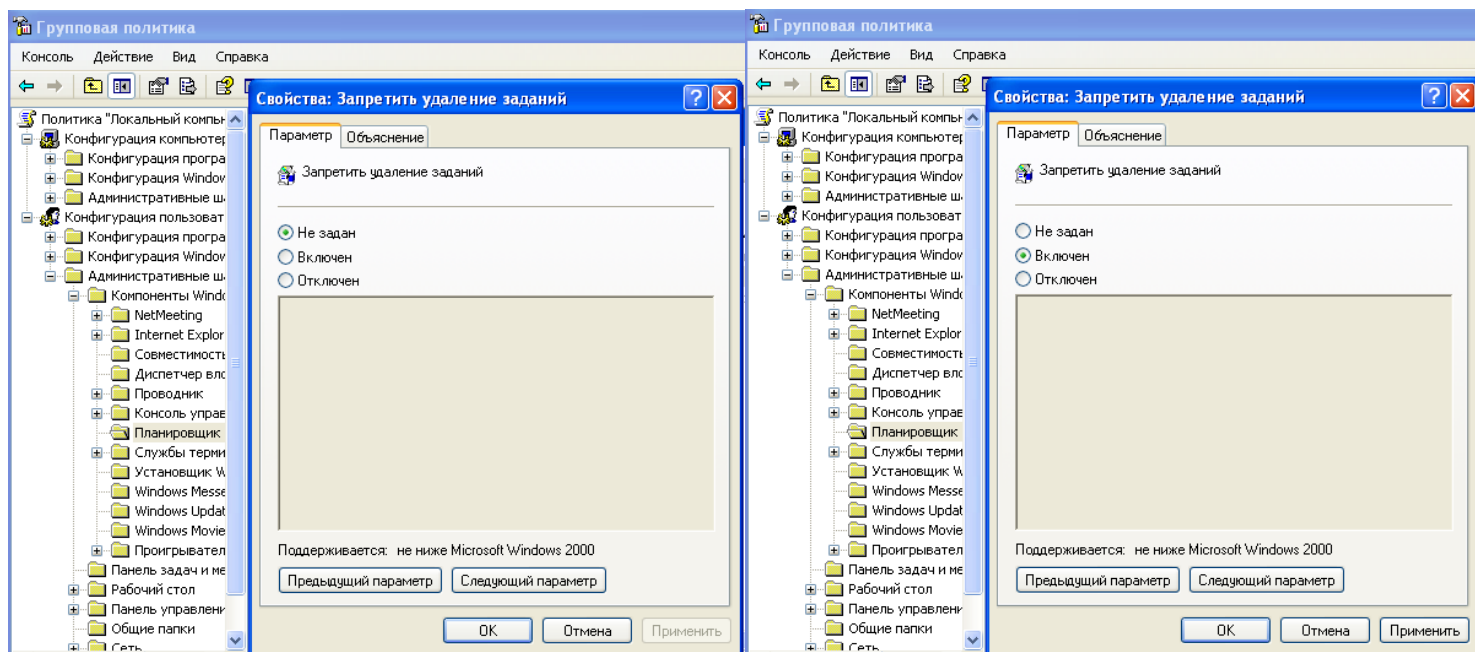 Групповая политика
Консоль Действие Вид Справка
Политика "Локальный компьн
Конфигурация компьютер
Конфигурация програ
Конфигурация Window
Административные ш
Конфигурация пользоват
Конфигурация програ
Конфигурация Window
Административные ш
Компоненты Windo
NetMeeting
Internet Explor
Совместимость
Диспетчер вло
Проводник
Консоль управ
Планировщик
Службы терми
Установщик W
Windows Messe
Windows Updat
Windows Movie
Проигрывател
Панель задач и ме
Рабочий стол
Панель управлени
Общие папки
Сеть
Свойства: Запретить удаление заданий
Параметр Объяснение
Запретить удаление заданий
Не задан
Включен
Отключен
Поддерживается: не ниже Microsoft Windows 2000
Предыдущий параметр Следующий параметр
OK Отмена Применить
Групповая политика
Консоль Действие Вид Справка
Политика "Локальный компьн
Конфигурация компьютер
Конфигурация програ
Конфигурация Window
Административные ш
Конфигурация пользоват
Конфигурация програ
Конфигурация Window
Административные ш
Компоненты Windo
NetMeeting
Internet Explor
Совместимость
Диспетчер вло
Проводник
Консоль управ
Планировщик
Службы терми
Установщик W
Windows Messe
Windows Updat
Windows Movie
Проигрывател
Панель задач и ме
Рабочий стол
Панель управлени
Общие папки
Сеть
Свойства: Запретить удаление заданий
Параметр Объяснение
Запретить удаление заданий
Не задан
Включен
Отключен
Поддерживается: не ниже Microsoft Windows 2000
Предыдущий параметр Следующий параметр
OK Отмена Применить